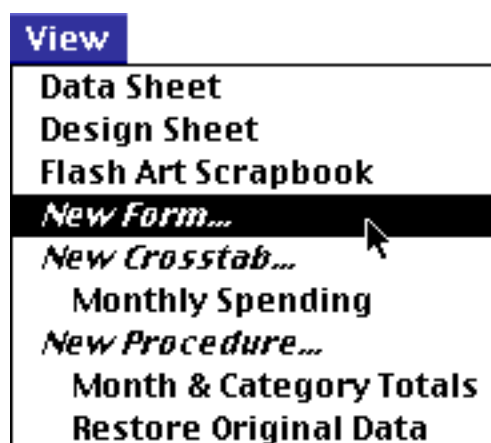 View
Data Sheet
Design Sheet
Flash Art Scrapbook
New Form...
New Crosstab...
Monthly Spending
New Procedure...
Month & Category Totals
Restore Original Data